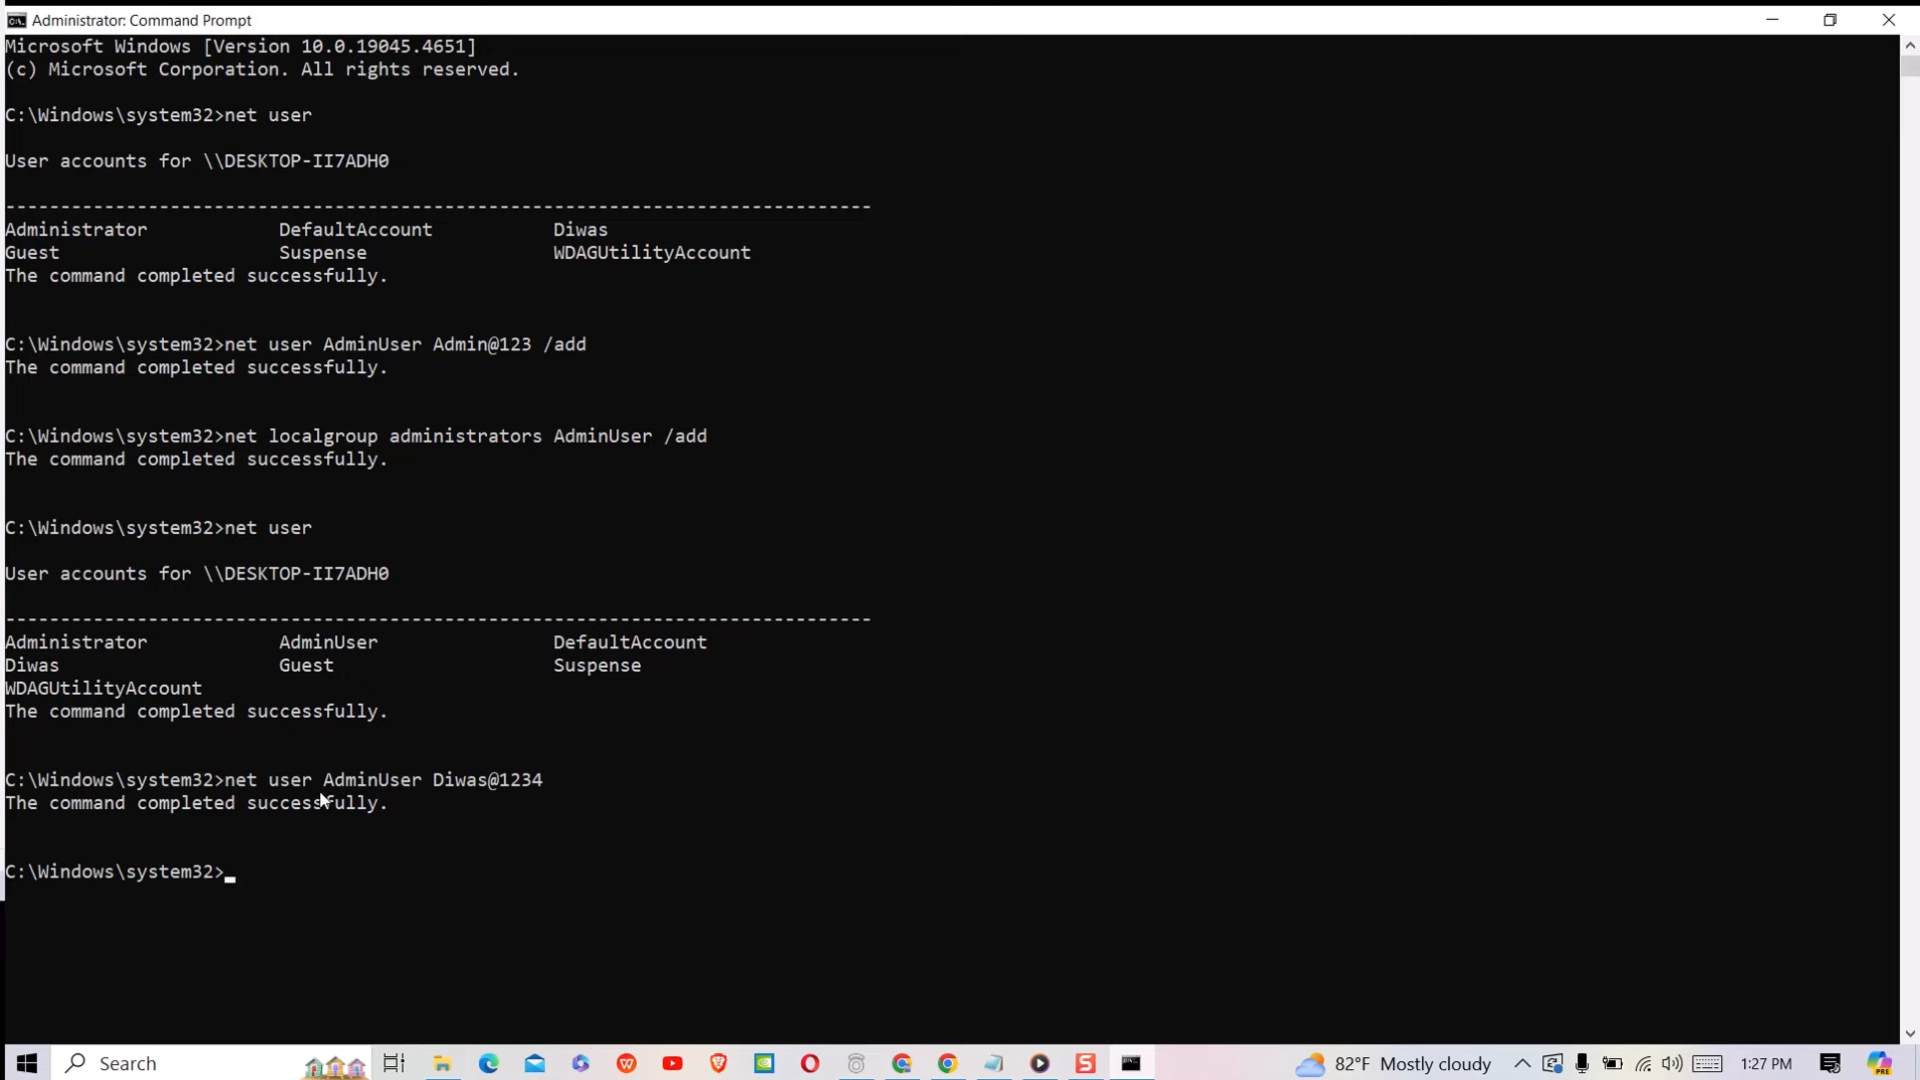 Administrator: Command Prompt
Microsoft Windows [Version 10.0.19045.4651]
(c) Microsoft Corporation. All rights reserved.
C:\Windows\system32>net user
User accounts for \\DESKTOP-II7ADH0
-------------------------------------------------------------------------------
Administrator            DefaultAccount           Diwas
Guest                    Suspense                 WDAGUtilityAccount
The command completed successfully.
C:\Windows\system32>net user AdminUser Admin@123 /add
The command completed successfully.
C:\Windows\system32>net localgroup administrators AdminUser /add
The command completed successfully.
C:\Windows\system32>net user
User accounts for \\DESKTOP-II7ADH0
-------------------------------------------------------------------------------
Administrator            AdminUser                DefaultAccount
Diwas                    Guest                    Suspense
WDAGUtilityAccount
The command completed successfully.
C:\Windows\system32>net user AdminUser Diwas@1234
The command completed successfully.
C:\Windows\system32>
Search 82°F Mostly cloudy 1:27 PM PRE